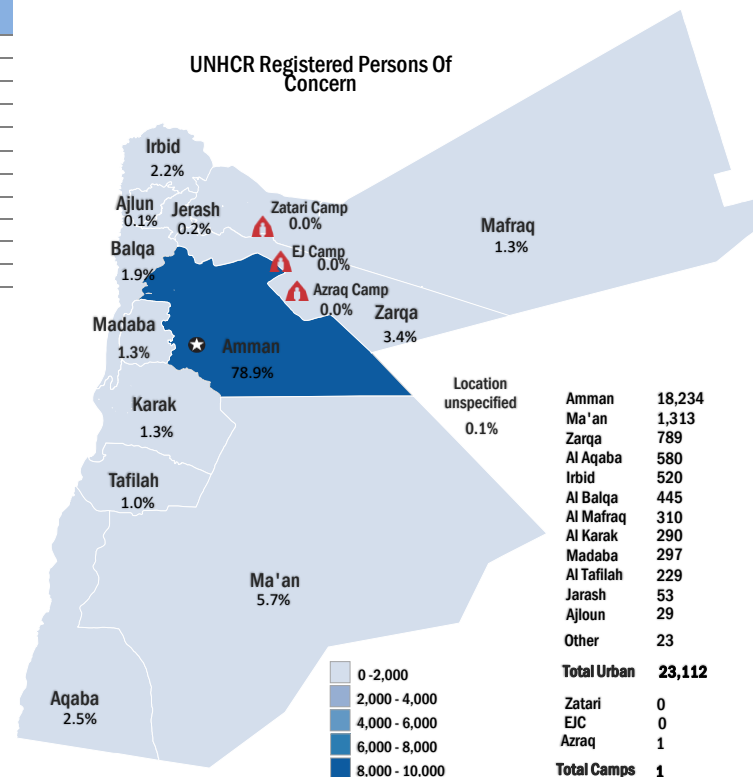 UNHCR Registered Persons Of
Concern
Irbid
2.2%
Ajlun
0.1%
Jerash
0.2%
Zatari Camp
0.0%
Mafraq
1.3%
Balqa
1.9%
EJ Camp
0.0%
Azraq Camp
0.0%
Zarqa
3.4%
Madaba
1.3%
Amman
78.9%
Karak
1.3%
Location
unspecified
0.1%
Tafilah
1.0%
Ma'an
5.7%
Aqaba
2.5%
0 -2,000
2,000 - 4,000
4,000 - 6,000
6,000 - 8,000
8,000 - 10,000
Amman 18,234
Ma'an 1,313
Zarqa 789
Al Aqaba 580
Irbid 520
Al Balqa 445
Al Mafraq 310
Al Karak 290
Madaba 297
Al Tafilah 229
Jarash 53
Ajloun 29
Other 23
Total Urban 23,112
Zatari 0
EJC 0
Azraq 1
Total Camps 1